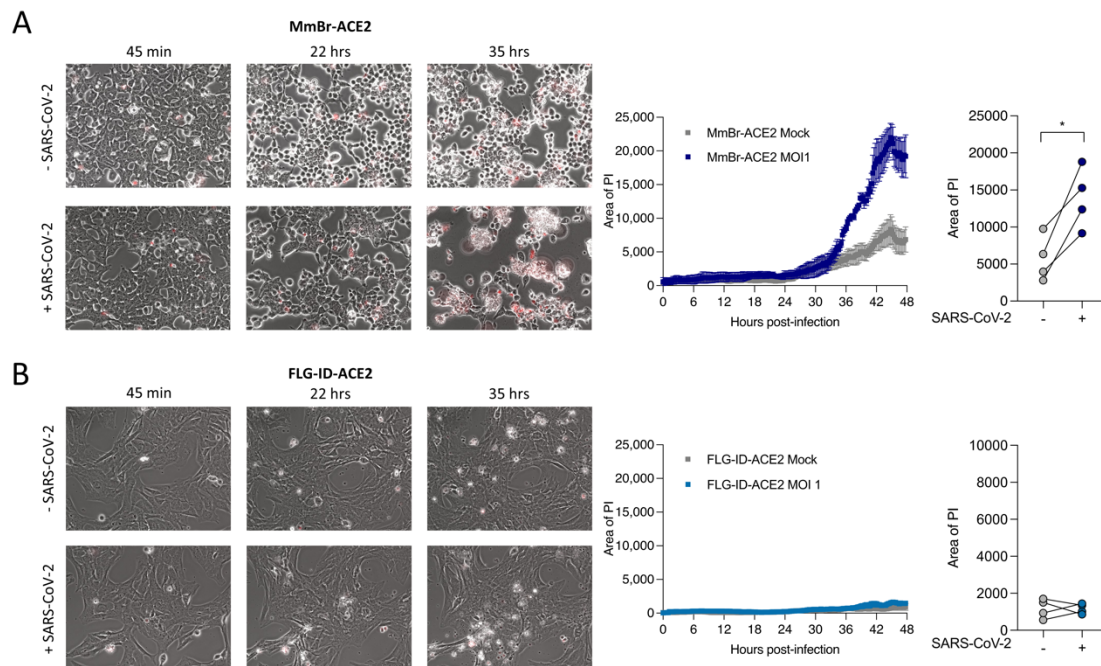 A
MmBr-ACE2
45 min
22 hrs
35 hrs
- SARS-CoV-2
+ SARS-CoV-2
Area of PI
25,000
20,000
15,000
10,000
5,000
0
MmBr-ACE2 Mock
MmBr-ACE2 MOI1
0 6 12 18 24 30 36 42 48
Hours post-infection
Area of PI
25000
20000
15000
10000
5000
0
*
SARS-CoV-2 - +
B
FLG-ID-ACE2
45 min
22 hrs
35 hrs
- SARS-CoV-2
+ SARS-CoV-2
Area of PI
25,000
20,000
15,000
10,000
5,000
0
FLG-ID-ACE2 Mock
FLG-ID-ACE2 MOI 1
0 6 12 18 24 30 36 42 48
Hours post-infection
Area of PI
10000
8000
6000
4000
2000
0
SARS-CoV-2 - +